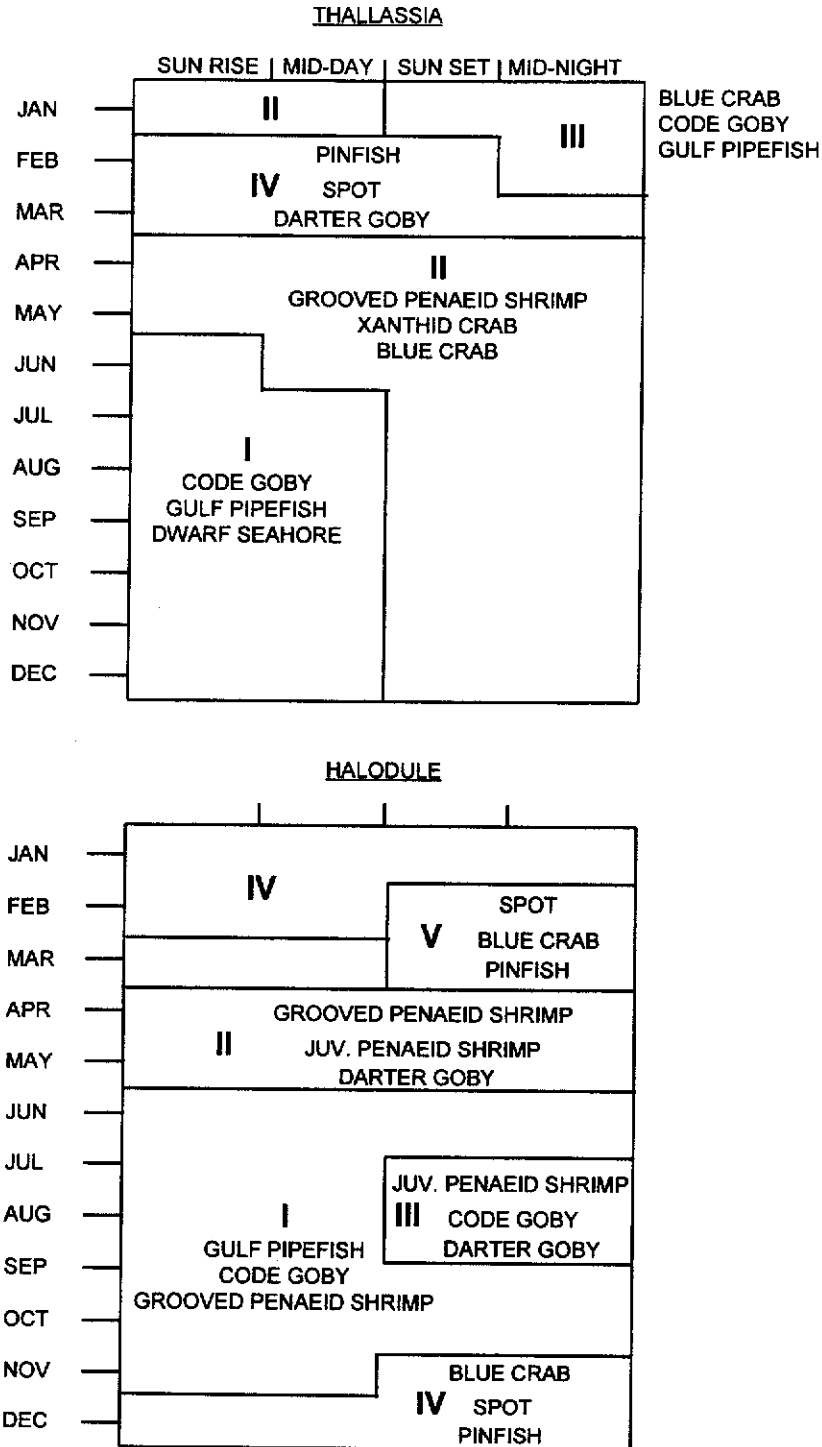 THALLASSIA
SUN RISE | MID-DAY | SUN SET | MID-NIGHT
JAN
FEB
MAR
APR
MAY
JUN
JUL
AUG
SEP
OCT
NOV
DEC
II
III
BLUE CRAB
CODE GOBY
GULF PIPEFISH
PINFISH
IV SPOT
DARTER GOBY
II
GROOVED PENAEID SHRIMP
XANTHID CRAB
BLUE CRAB
I
CODE GOBY
GULF PIPEFISH
DWARF SEAHORE
HALODULE
JAN
FEB
MAR
APR
MAY
JUN
JUL
AUG
SEP
OCT
NOV
DEC
IV
SPOT
V BLUE CRAB
PINFISH
GROOVED PENAEID SHRIMP
II JUV. PENAEID SHRIMP
DARTER GOBY
JUV. PENAEID SHRIMP
III CODE GOBY
DARTER GOBY
I
GULF PIPEFISH
CODE GOBY
GROOVED PENAEID SHRIMP
BLUE CRAB
IV SPOT
PINFISH